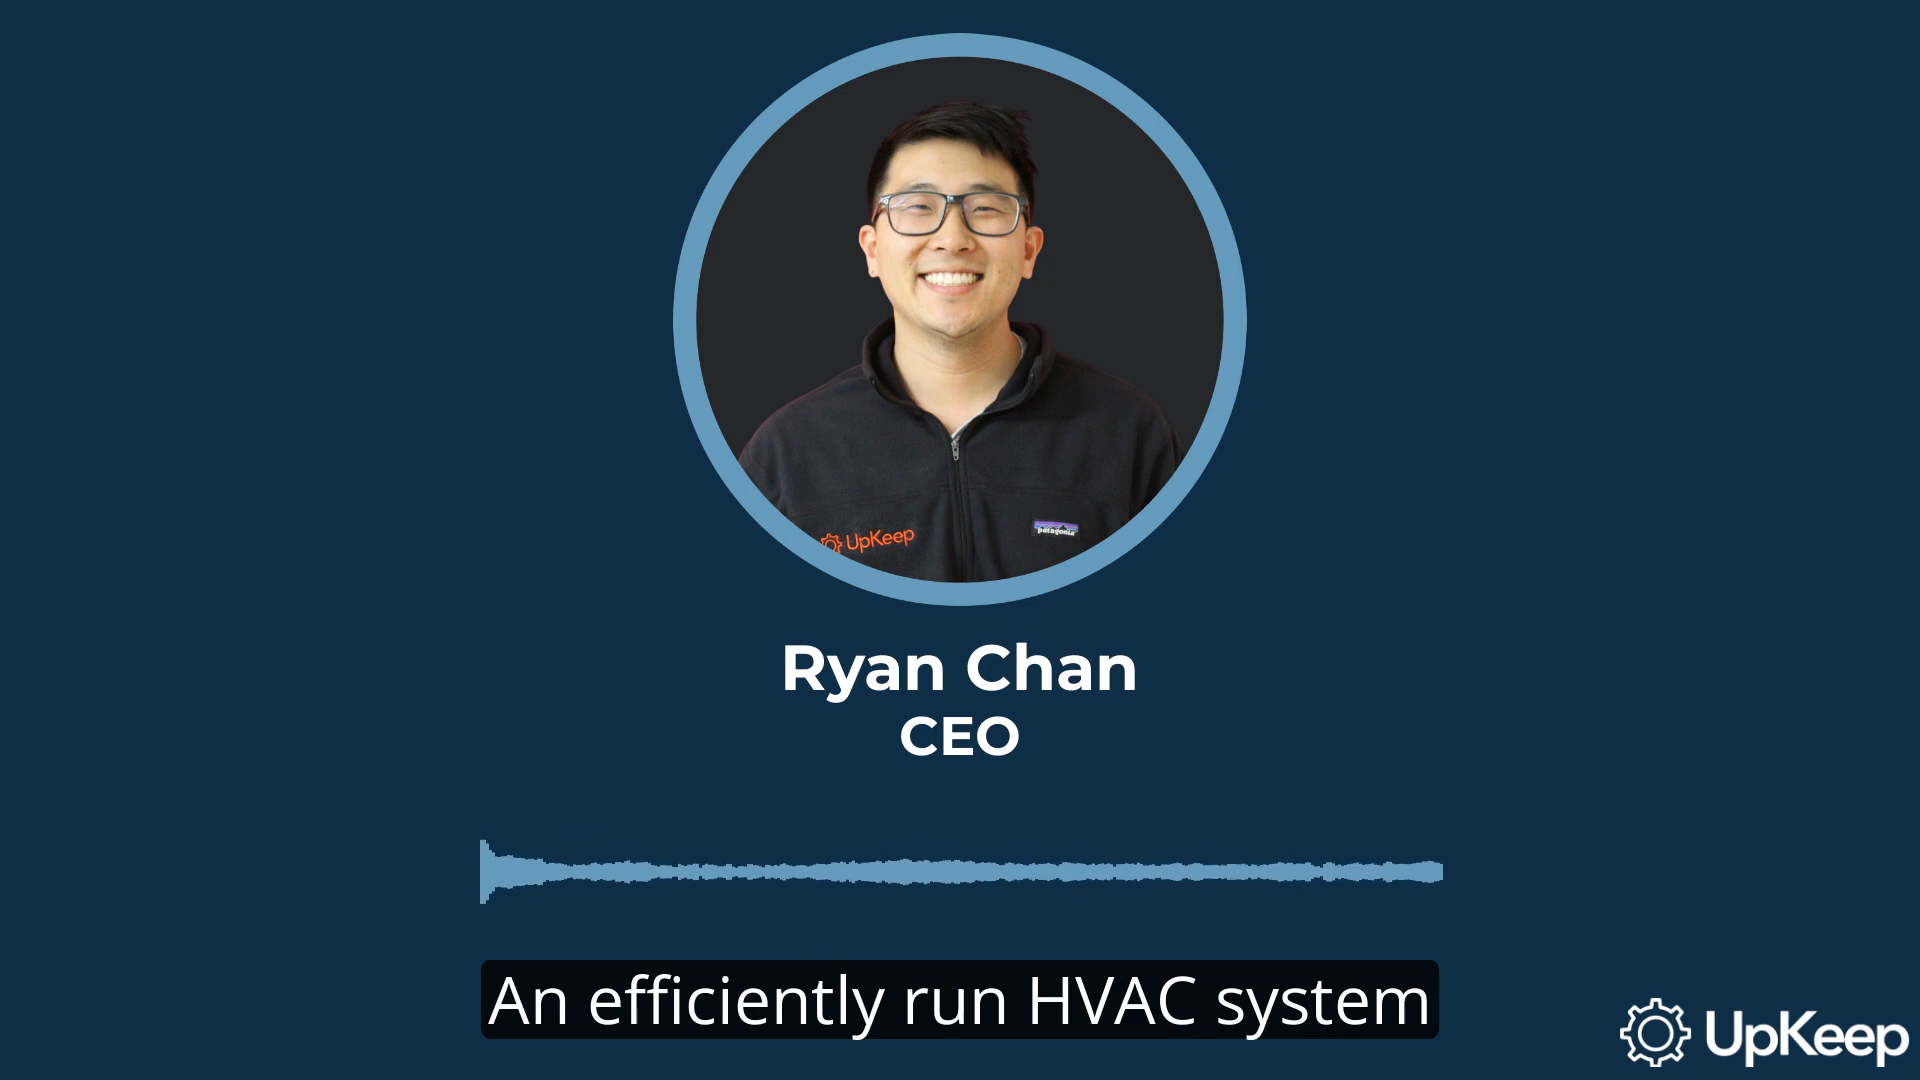 UpKeep
patagonia
Ryan Chan
CEO
An efficiently run HVAC system
UpKeep